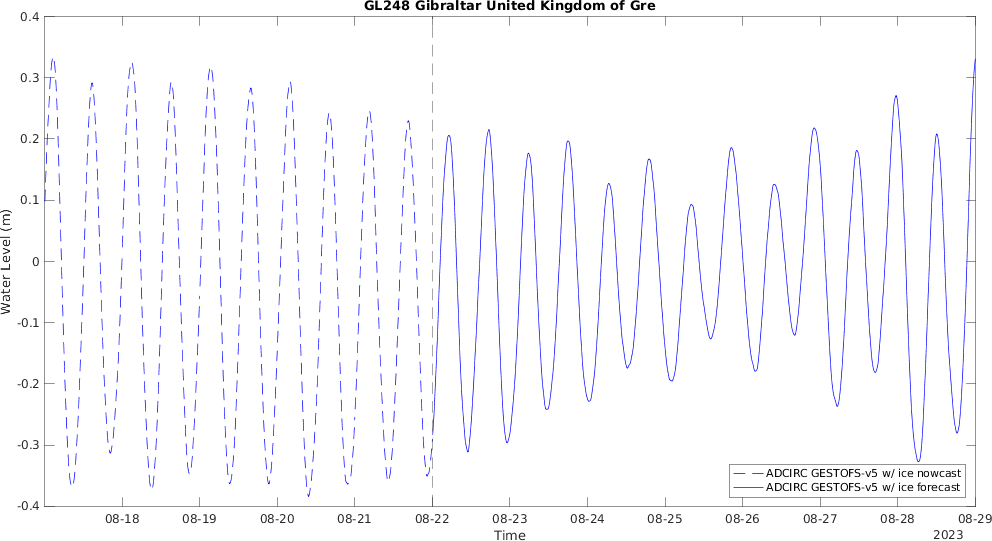 GL248 Gibraltar United Kingdom of Gre
0.4
0.3
0.2
0.1
0
-0.1
-0.2
-0.3
-0.4
Water Level (m)
ADCIRC GESTOFS-v5 w/ ice nowcast
ADCIRC GESTOFS-v5 w/ ice forecast
08-18 08-19 08-20 08-21 08-22 08-23 08-24 08-25 08-26 08-27 08-28 08-29
Time
2023